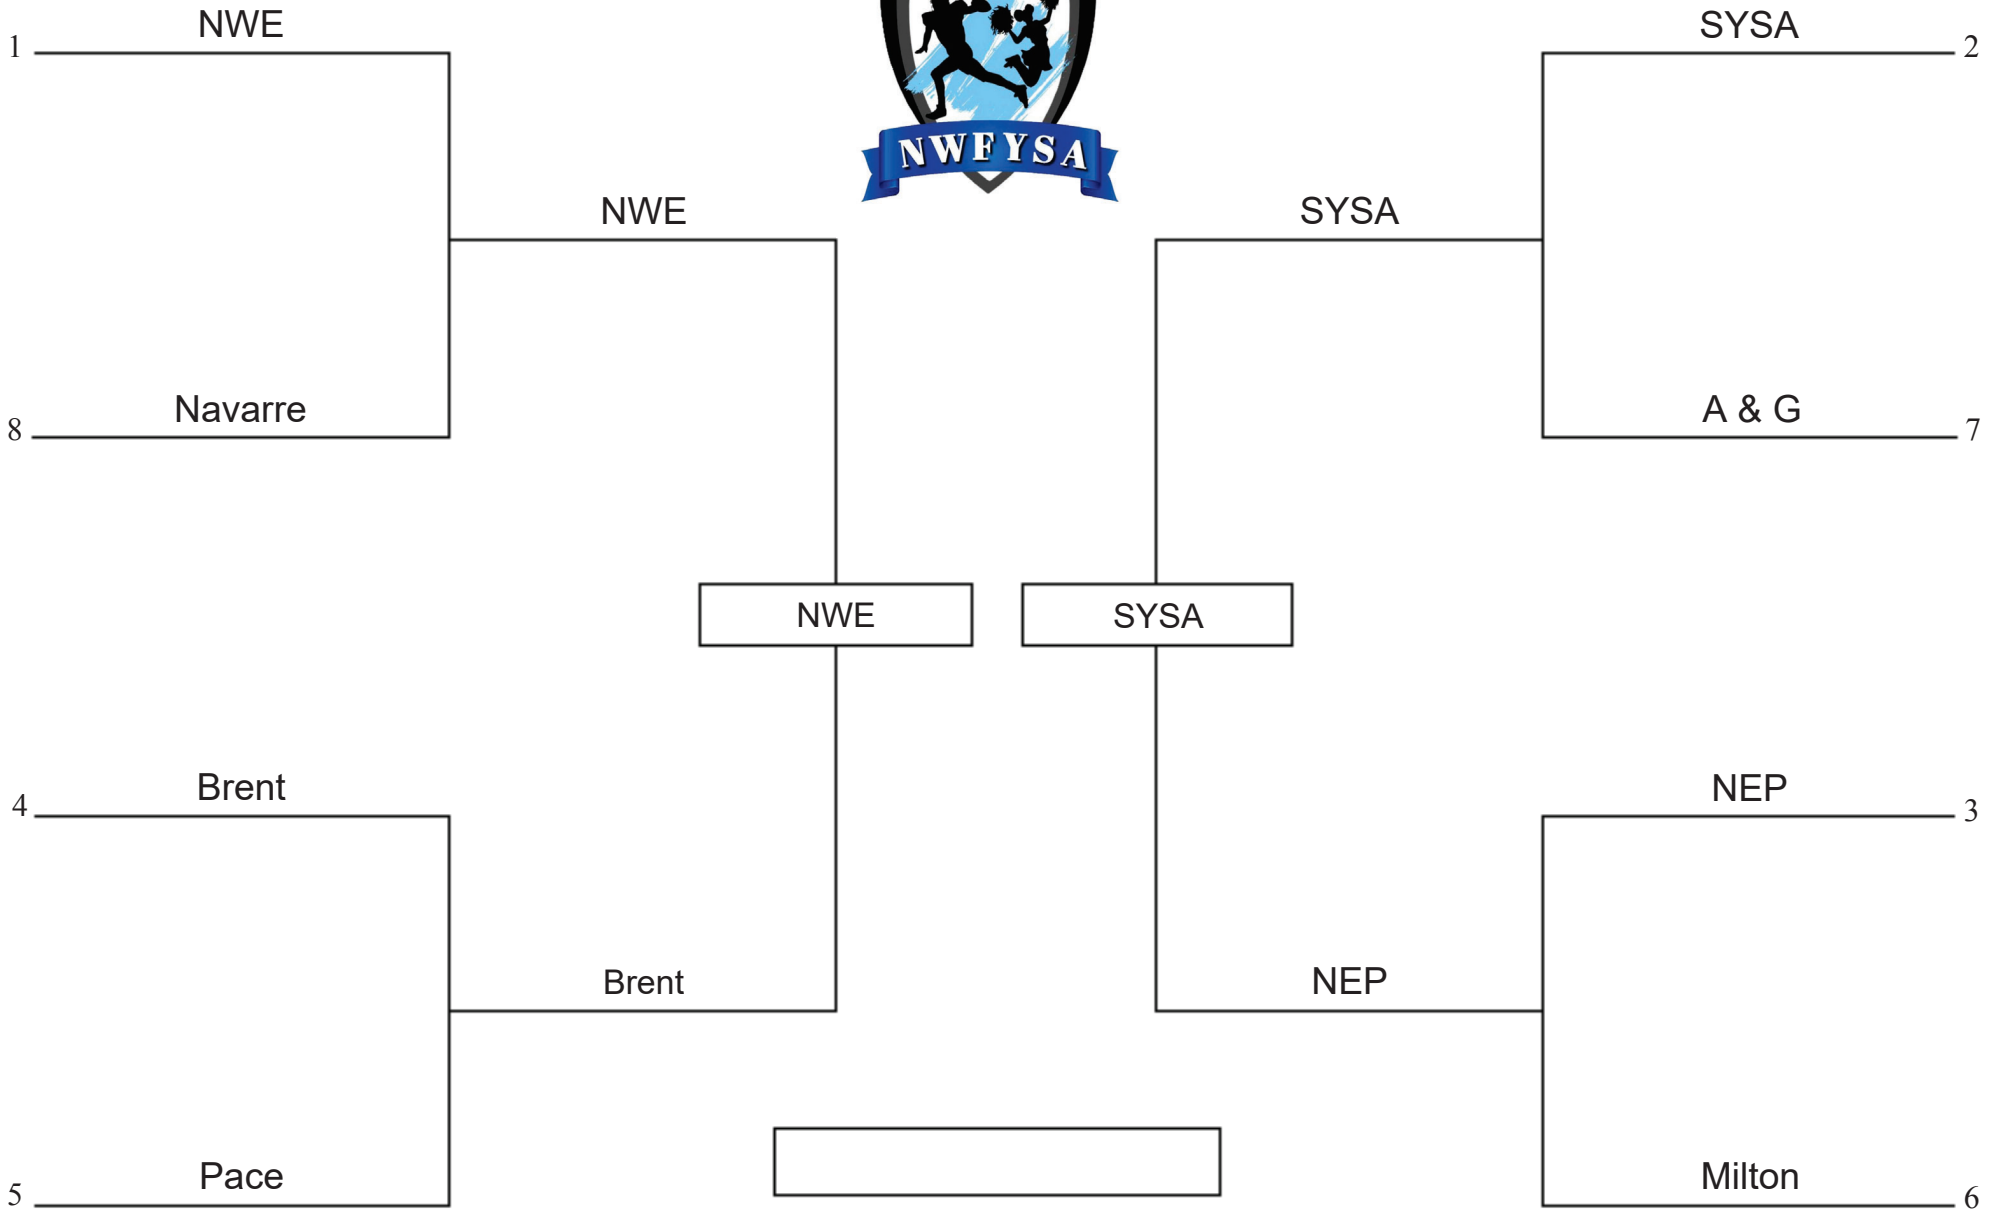 NWE
SYSA
1
2
NWFYSA
NWE
SYSA
Navarre
A & G
8
7
NWE
SYSA
Brent
NEP
4
3
Brent
NEP
Pace
Milton
5
6